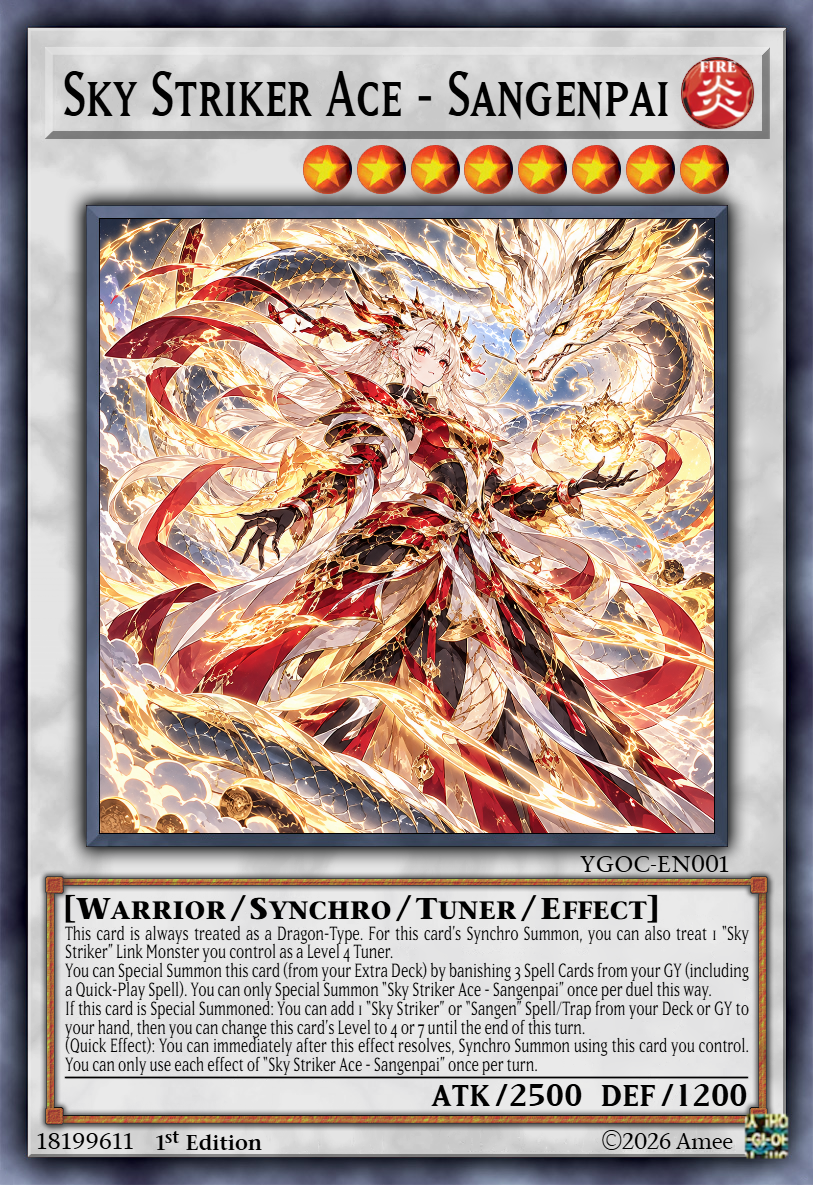 Sky Striker Ace - Sangenpai
FIRE
炎
YGOC-EN001
[Warrior/Synchro/Tuner/Effect]
This card is always treated as a Dragon-Type. For this card's Synchro Summon, you can also treat 1 "Sky
Striker" Link Monster you control as a Level 4 Tuner.
You can Special Summon this card (from your Extra Deck) by banishing 3 Spell Cards from your GY (including
a Quick-Play Spell). You can only Special Summon "Sky Striker Ace - Sangenpai" once per duel this way.
If this card is Special Summoned: You can add 1 "Sky Striker" or "Sangen" Spell/Trap from your Deck or GY to
your hand, then you can change this card's Level to 4 or 7 until the end of this turn.
(Quick Effect): You can immediately after this effect resolves, Synchro Summon using this card you control.
You can only use each effect of "Sky Striker Ace - Sangenpai" once per turn.
ATK/2500 DEF/1200
18199611 1st Edition ©2026 Amee